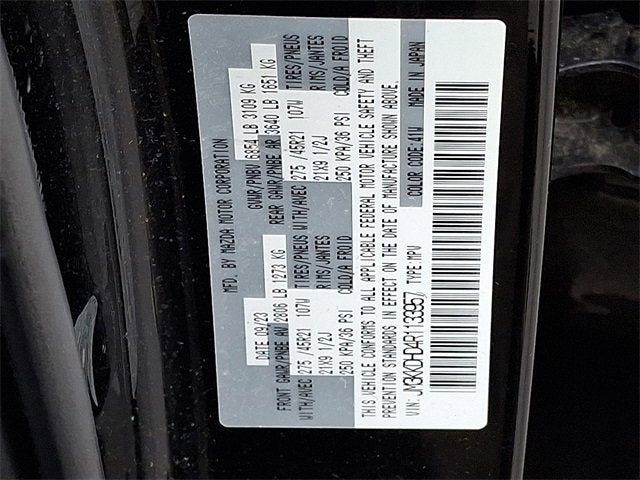 MFD. BY MAZDA MOTOR CORPORATION
DATE 09/23 GVWR/PNBV 6854 LB 3109 KG
FRONT GAWR/PNBE AV 2806 LB 1273 KG REAR GAWR/PNBE AR 3640 LB 1651 KG
WITH/AVEC TIRES/PNEUS WITH/AVEC TIRES/PNEUS
275 /45R21 107W RIMS/JANTES 275 /45R21 107W RIMS/JANTES
21X9 1/2J COLD/A FROID 21X9 1/2J COLD/A FROID
250 KPA/36 PSI 250 KPA/36 PSI
THIS VEHICLE CONFORMS TO ALL APPLICABLE FEDERAL MOTOR VEHICLE SAFETY AND THEFT
PREVENTION STANDARDS IN EFFECT ON THE DATE OF MANUFACTURE SHOWN ABOVE.
VIN: JM3KKDHD4R1133957 TYPE: MPV COLOR CODE: 41W MADE IN JAPAN